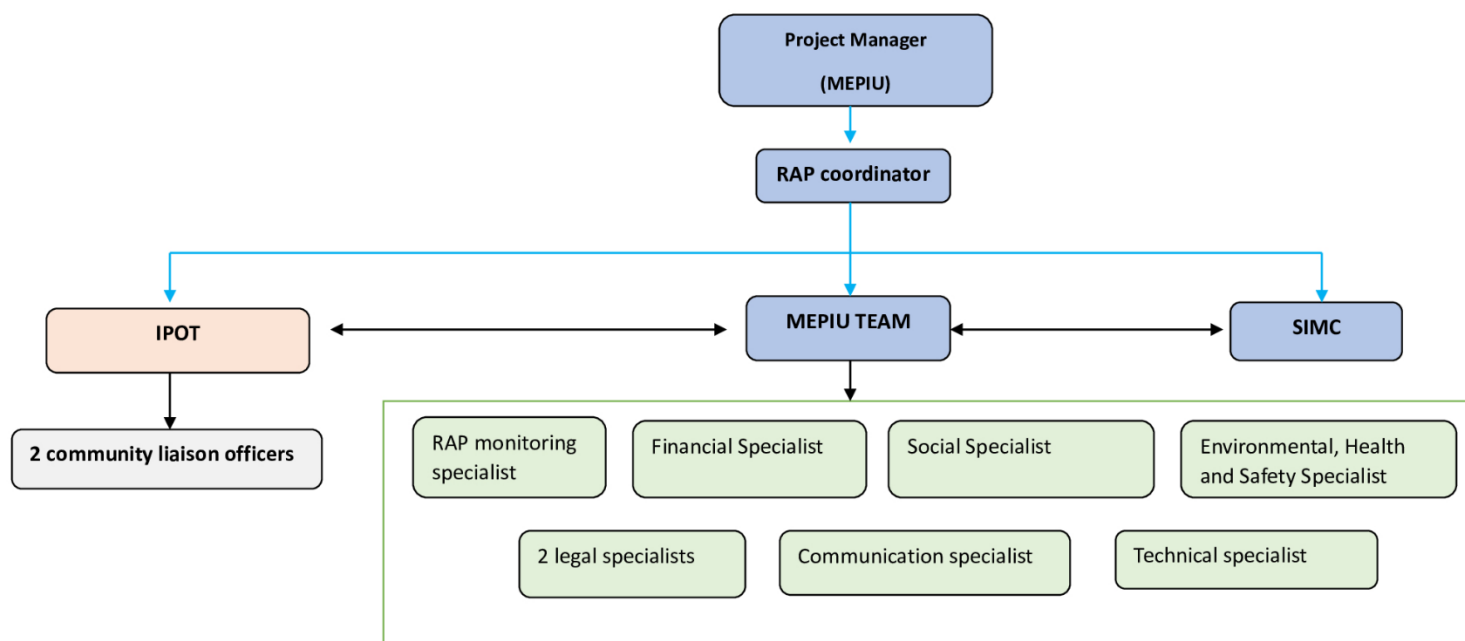 Project Manager
(MEPIU)
RAP coordinator
IPOT
MEPIU TEAM
SIMC
2 community liaison officers
RAP monitoring
specialist
Financial Specialist
Social Specialist
Environmental, Health
and Safety Specialist
2 legal specialists
Communication specialist
Technical specialist